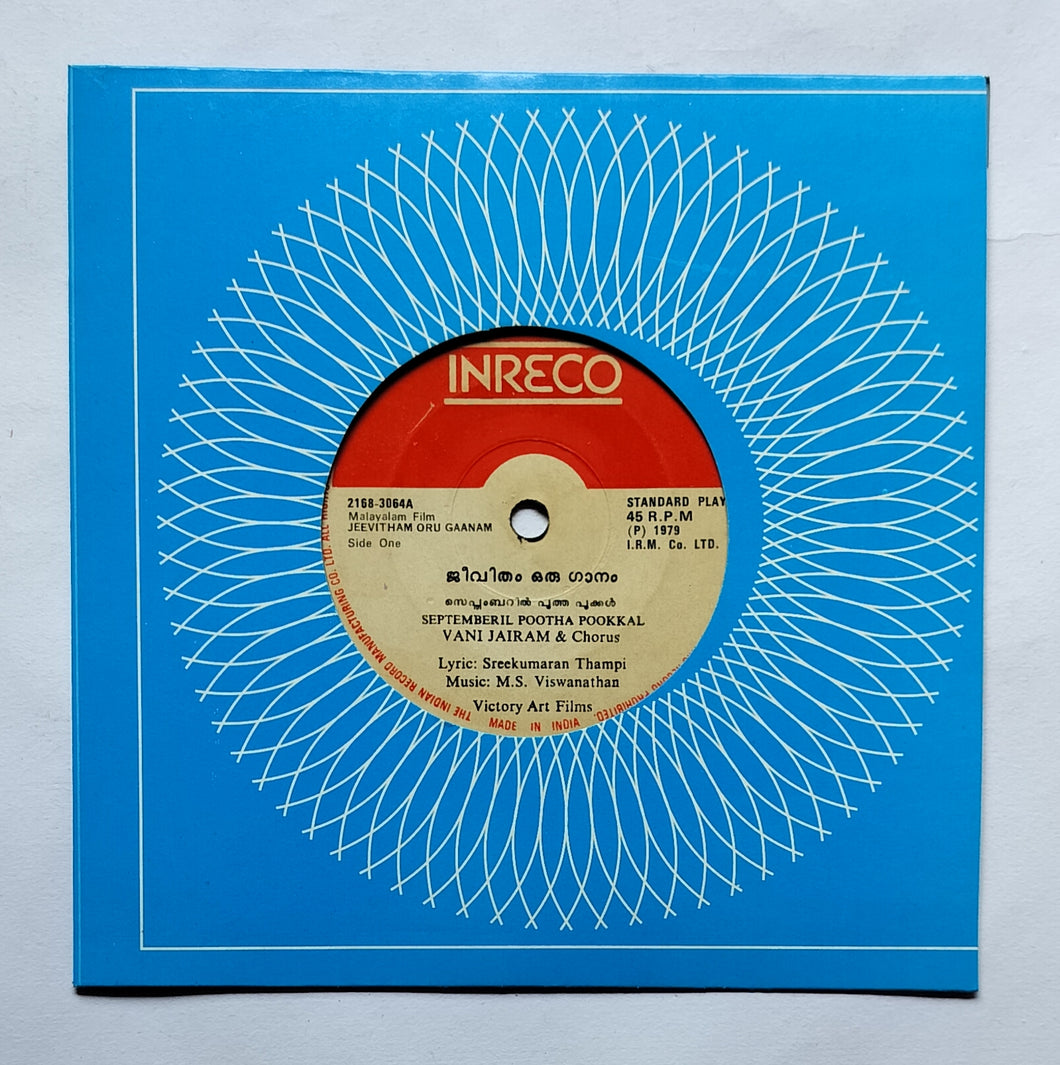 INRECO
2168-3064A
Malayalam Film
JEEVITHAM ORU GAANAM
Side One
STANDARD PLAY
45 R.P.M
(P) 1979
I.R.M. Co. LTD.
ജീവിതം ഒരു ഗാനം
സെപ്റ്റംബറിൽ പൂത്ത പൂക്കൾ
SEPTEMBERIL POOTHA POOKKAL
VANI JAIRAM & Chorus
Lyric: Sreekumaran Thampi
Music: M.S. Viswanathan
Victory Art Films
THE INDIAN RECORD MANUFACTURING CO. LTD. ALL
MADE IN INDIA
PROHIBITED.